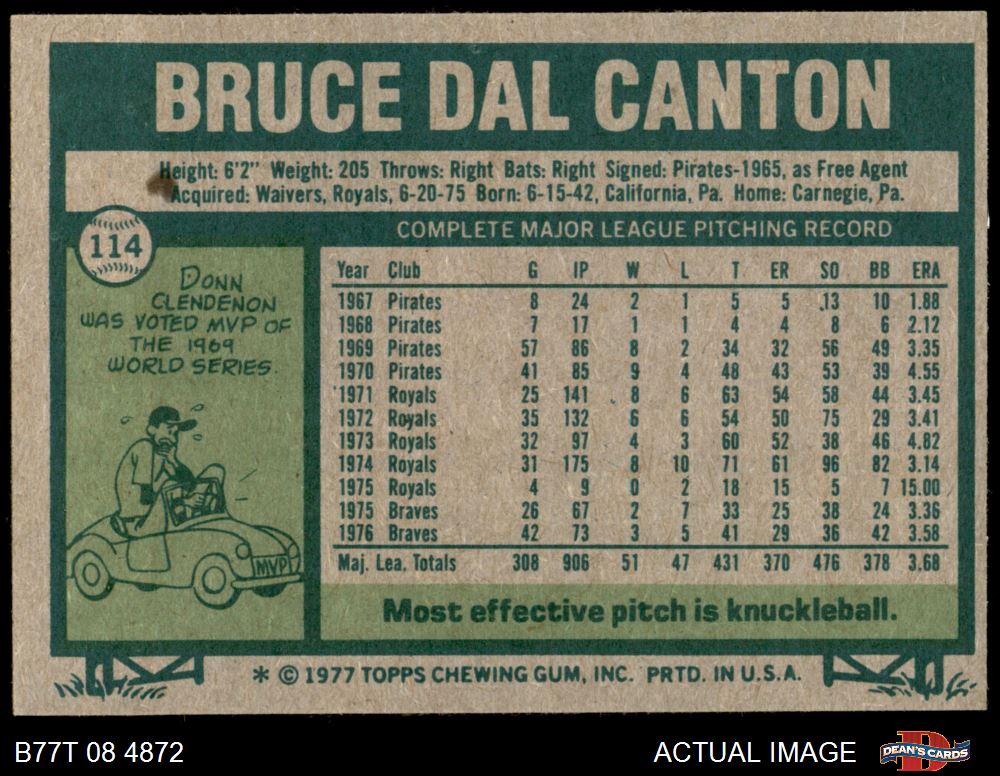 BRUCE DAL CANTON
Height: 6'2" Weight: 205 Throws: Right Bats: Right Signed: Pirates-1965, as Free Agent
Acquired: Waivers, Royals, 6-20-75 Born: 6-15-42, California, Pa. Home: Carnegie, Pa.
114
DONN
CLENDENON
WAS VOTED MVP OF
THE 1969
WORLD SERIES.
MVP
COMPLETE MAJOR LEAGUE PITCHING RECORD
Year Club G IP W L T ER SO BB ERA
1967 Pirates 8 24 2 1 5 5 13 10 1.88
1968 Pirates 7 17 1 1 4 4 8 6 2.12
1969 Pirates 57 86 8 2 34 32 56 49 3.35
1970 Pirates 41 85 9 4 48 43 53 39 4.55
1971 Royals 25 141 8 6 63 54 58 44 3.45
1972 Royals 35 132 6 6 54 50 75 29 3.41
1973 Royals 32 97 4 3 60 52 38 46 4.82
1974 Royals 31 175 8 10 71 61 96 82 3.14
1975 Royals 4 9 0 2 18 15 5 7 15.00
1975 Braves 26 67 2 7 33 25 38 24 3.36
1976 Braves 42 73 3 5 41 29 36 42 3.58
Maj. Lea. Totals 308 906 51 47 431 370 476 378 3.68
Most effective pitch is knuckleball.
* © 1977 TOPPS CHEWING GUM, INC. PRTD. IN U.S.A.
B77T 08 4872
ACTUAL IMAGE
DEAN'S CARDS